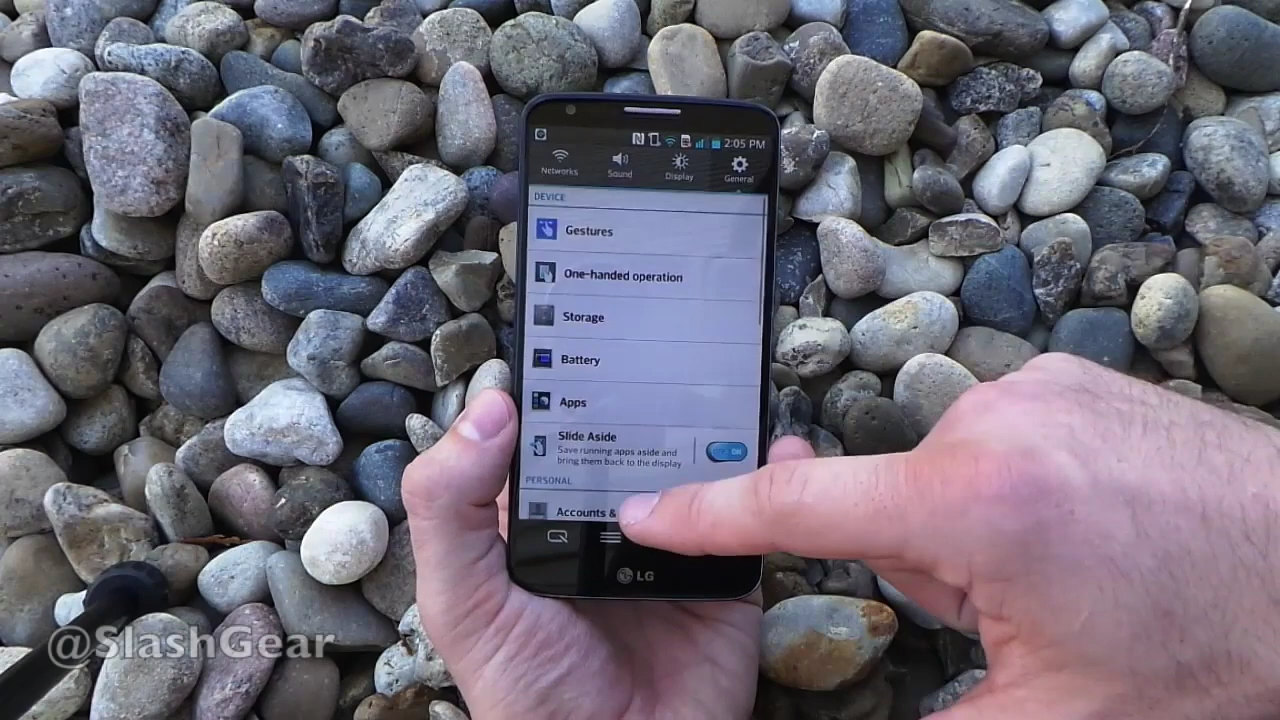 2:05 PM
Networks Sound Display General
DEVICE
Gestures
One-handed operation
Storage
Battery
Apps
Slide Aside
Save running apps aside and
bring them back to the display
ON
PERSONAL
Accounts &
LG
@SlashGear